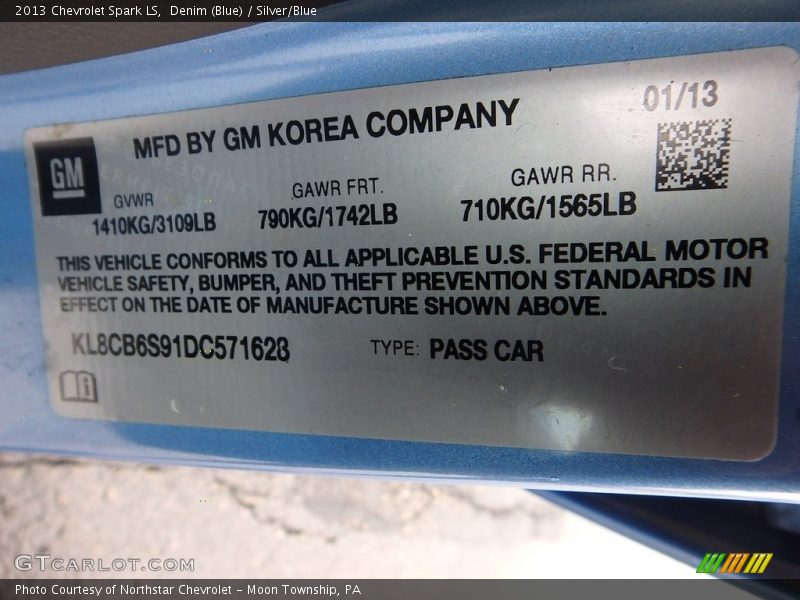 2013 Chevrolet Spark LS,  Denim (Blue) / Silver/Blue
01/13
MFD BY GM KOREA COMPANY
GM
GVWR GAWR FRT. GAWR RR.
1410KG/3109LB 790KG/1742LB 710KG/1565LB
THIS VEHICLE CONFORMS TO ALL APPLICABLE U.S. FEDERAL MOTOR
VEHICLE SAFETY, BUMPER, AND THEFT PREVENTION STANDARDS IN
EFFECT ON THE DATE OF MANUFACTURE SHOWN ABOVE.
KL8CB6S91DC571623 TYPE: PASS CAR
GTCARLOT.COM
Photo Courtesy of Northstar Chevrolet - Moon Township, PA